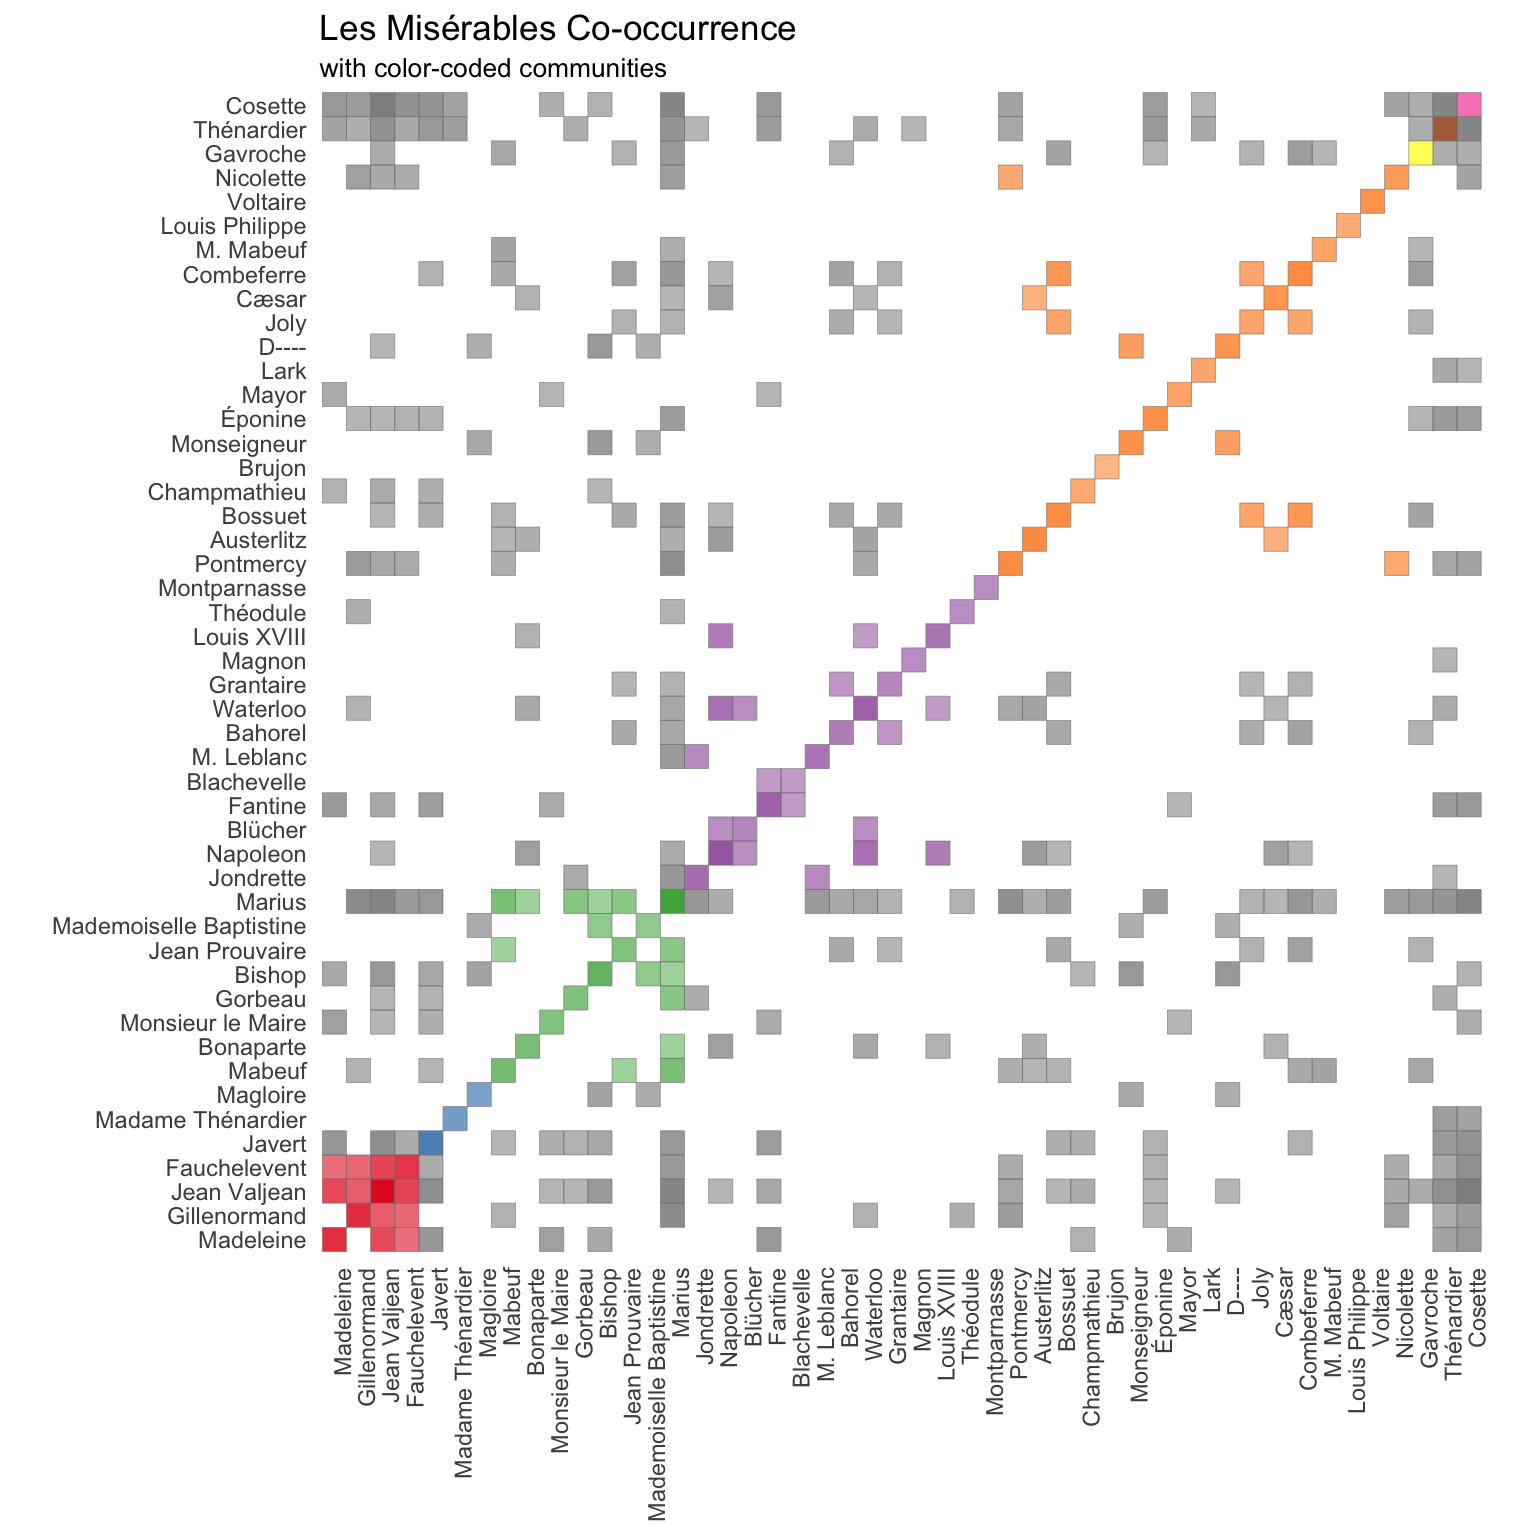 Les Misérables Co-occurrence
with color-coded communities
Cosette
Thénardier
Gavroche
Nicolette
Voltaire
Louis Philippe
M. Mabeuf
Combeferre
Cæsar
Joly
D----
Lark
Mayor
Éponine
Monseigneur
Brujon
Champmathieu
Bossuet
Austerlitz
Pontmercy
Montparnasse
Théodule
Louis XVIII
Magnon
Grantaire
Waterloo
Bahorel
M. Leblanc
Blachevelle
Fantine
Blücher
Napoleon
Jondrette
Marius
Mademoiselle Baptistine
Jean Prouvaire
Bishop
Gorbeau
Monsieur le Maire
Bonaparte
Mabeuf
Magloire
Madame Thénardier
Javert
Fauchelevent
Jean Valjean
Gillenormand
Madeleine
Madeleine
Gillenormand
Jean Valjean
Fauchelevent
Javert
Madame Thénardier
Magloire
Mabeuf
Bonaparte
Monsieur le Maire
Gorbeau
Bishop
Jean Prouvaire
Mademoiselle Baptistine
Marius
Jondrette
Napoleon
Blücher
Fantine
Blachevelle
M. Leblanc
Bahorel
Waterloo
Grantaire
Magnon
Louis XVIII
Théodule
Montparnasse
Pontmercy
Austerlitz
Bossuet
Champmathieu
Brujon
Monseigneur
Éponine
Mayor
Lark
D----
Joly
Cæsar
Combeferre
M. Mabeuf
Louis Philippe
Voltaire
Nicolette
Gavroche
Thénardier
Cosette